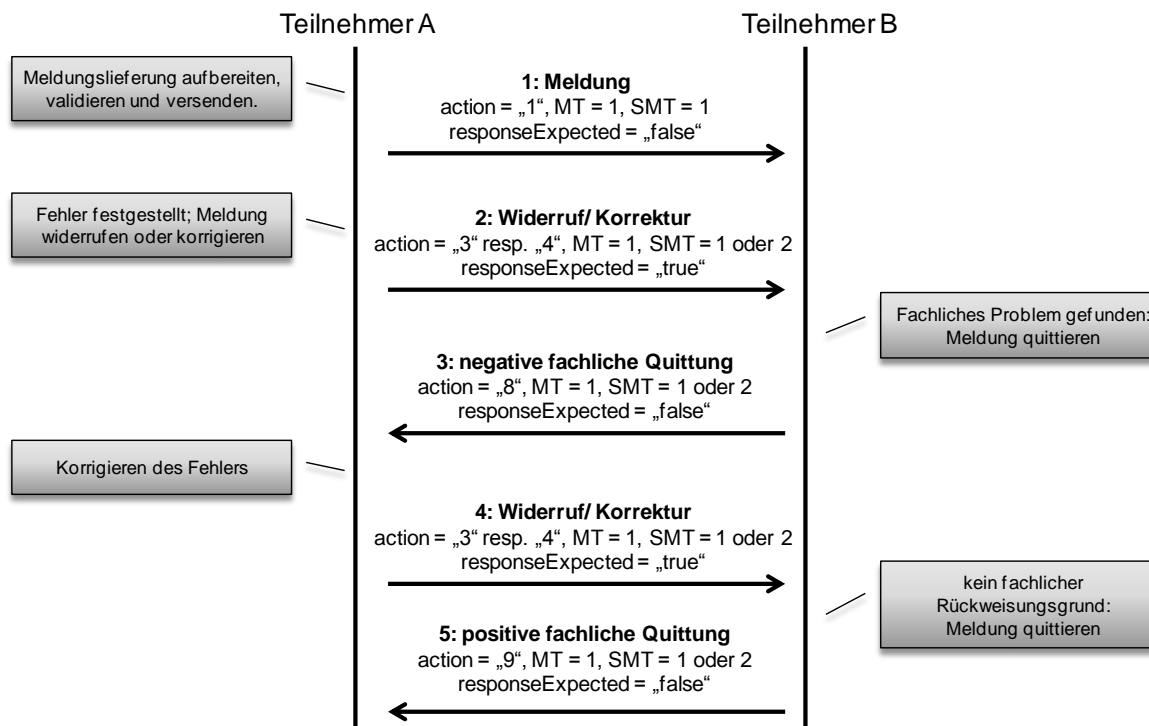 Teilnehmer A
Teilnehmer B
Meldungslieferung aufbereiten,
validieren und versenden.
1: Meldung
action = „1“, MT = 1, SMT = 1
responseExpected = „false“
Fehler festgestellt; Meldung
widerrufen oder korrigieren
2: Widerruf/ Korrektur
action = „3“ resp. „4“, MT = 1, SMT = 1 oder 2
responseExpected = „true“
Fachliches Problem gefunden:
Meldung quittieren
3: negative fachliche Quittung
action = „8“, MT = 1, SMT = 1 oder 2
responseExpected = „false“
Korrigieren des Fehlers
4: Widerruf/ Korrektur
action = „3“ resp. „4“, MT = 1, SMT = 1 oder 2
responseExpected = „true“
kein fachlicher
Rückweisungsgrund:
Meldung quittieren
5: positive fachliche Quittung
action = „9“, MT = 1, SMT = 1 oder 2
responseExpected = „false“